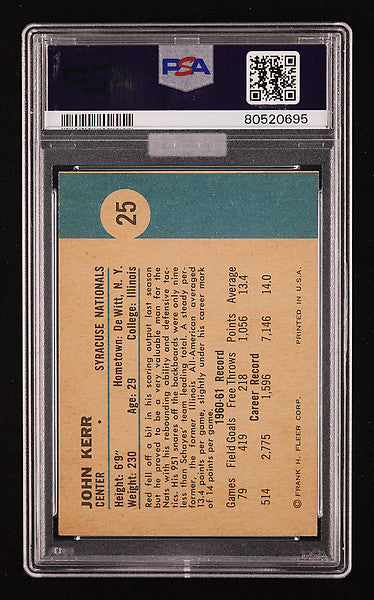 PSA
80520695
25
JOHN KERR
CENTER • SYRACUSE NATIONALS
Height: 6'9" Hometown: De Witt, N. Y.
Weight: 230 Age: 29 College: Illinois
Red fell off a bit in his scoring output last season
but he proved to be a very valuable man for the
Nats with his rebounding ability and defensive tac-
tics. His 951 snares off the backboards were only nine
less than Schayes' team leading total. A steady per-
former, the former Illinois All-American averaged
13.4 points per game, slightly under his career mark
of 14 points per game.
1960-61 Record
Games Field Goals Free Throws Points Average
79 419 218 1,056 13.4
Career Record
514 2,775 1,596 7,146 14.0
© FRANK H. FLEER CORP. PRINTED IN U.S.A.